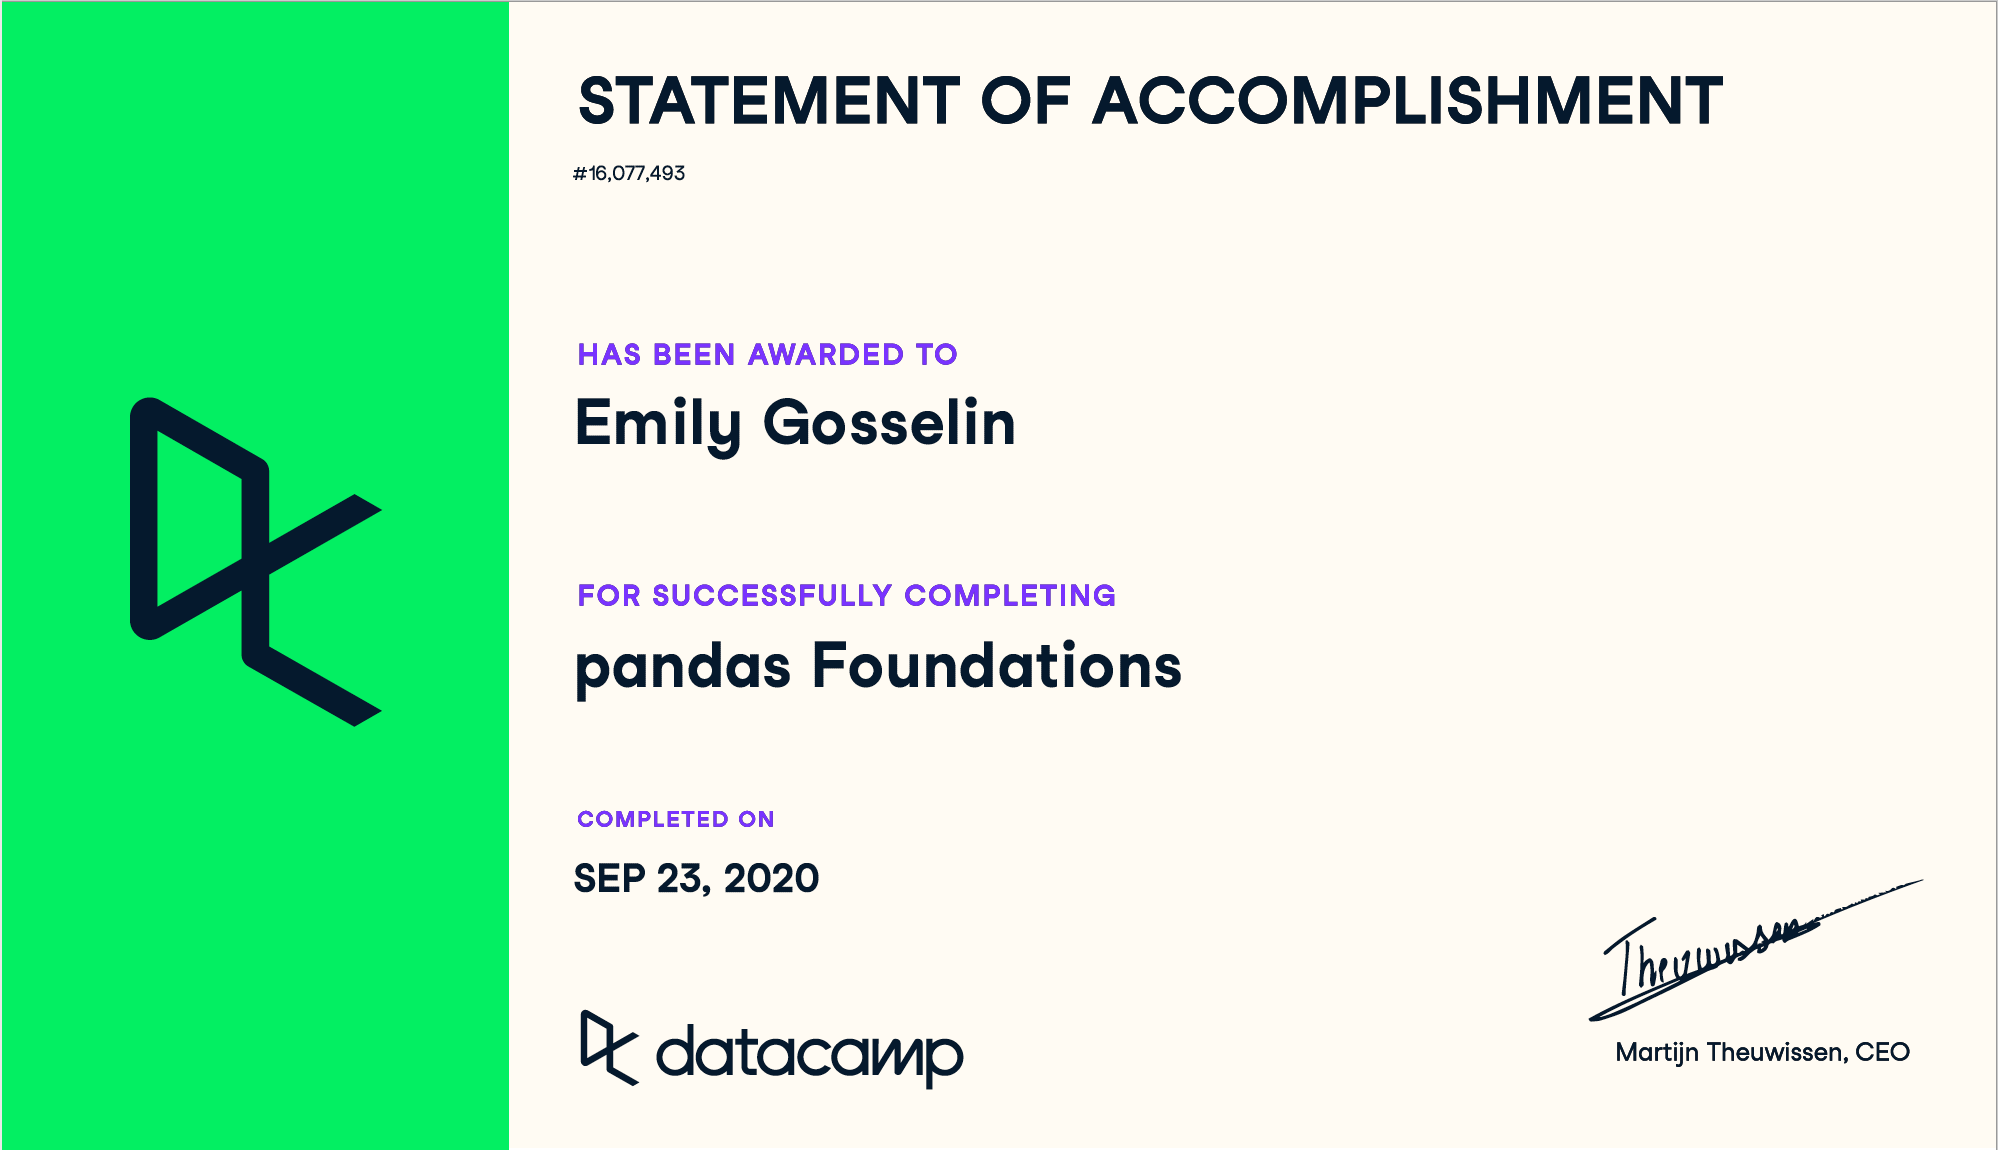 STATEMENT OF ACCOMPLISHMENT
#16,077,493
HAS BEEN AWARDED TO
Emily Gosselin
FOR SUCCESSFULLY COMPLETING
pandas Foundations
COMPLETED ON
SEP 23, 2020
Theuwissen
datacamp
Martijn Theuwissen, CEO